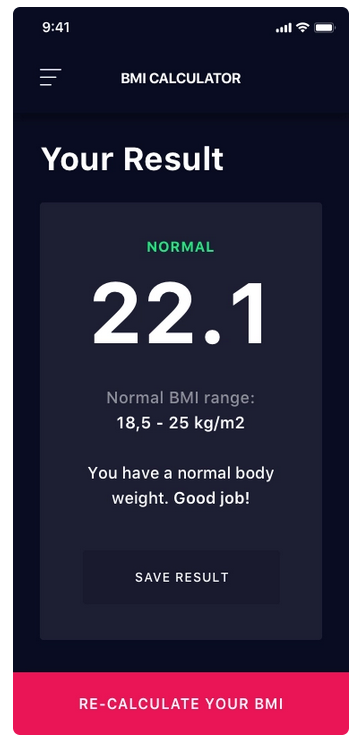 9:41
BMI CALCULATOR
Your Result
NORMAL
22.1
Normal BMI range:
18,5 - 25 kg/m2
You have a normal body
weight. Good job!
SAVE RESULT
RE-CALCULATE YOUR BMI